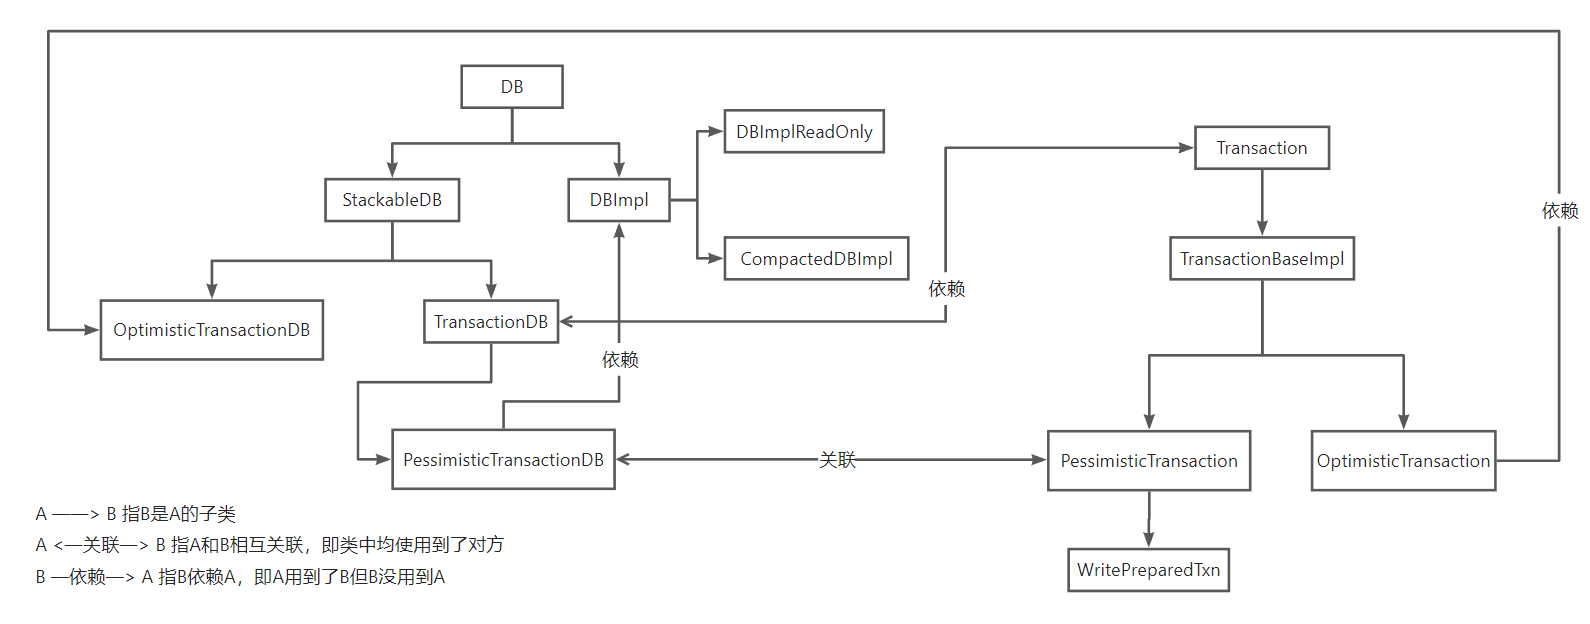 DB
DBImplReadOnly
Transaction
StackableDB
DBImpl
依赖
TransactionBaseImpl
CompactedDBImpl
依赖
OptimisticTransactionDB
TransactionDB
依赖
PessimisticTransactionDB
关联
PessimisticTransaction
OptimisticTransaction
A ——> B 指B是A的子类
A <—关联—> B 指A和B相互关联，即类中均使用到了对方
B —依赖—> A 指B依赖A，即A用到了B但B没用到A
WritePreparedTxn